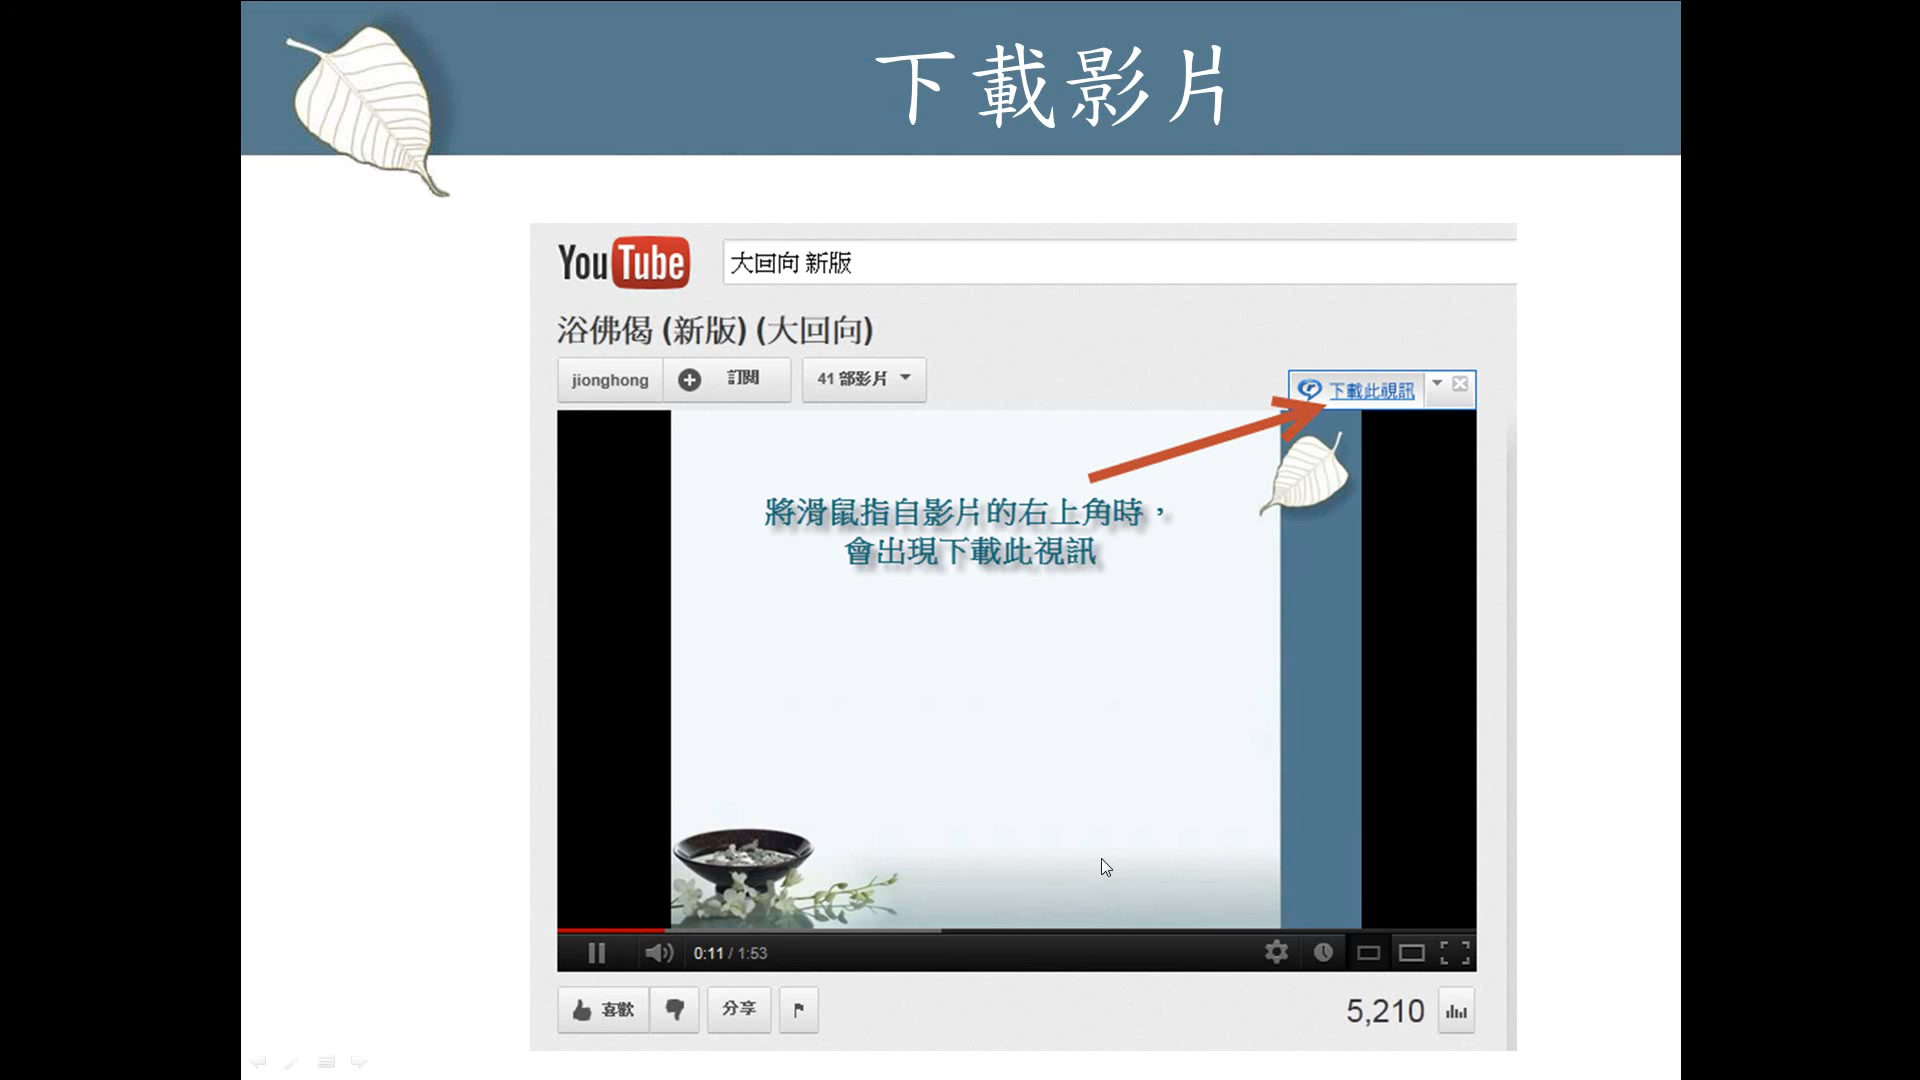 下載影片
YouTube
大回向 新版
浴佛偈 (新版) (大回向)
jionghong
訂閱
41 部影片
下載此視訊
將滑鼠指自影片的右上角時，
會出現下載此視訊
0:11 / 1:53
喜歡
分享
5,210